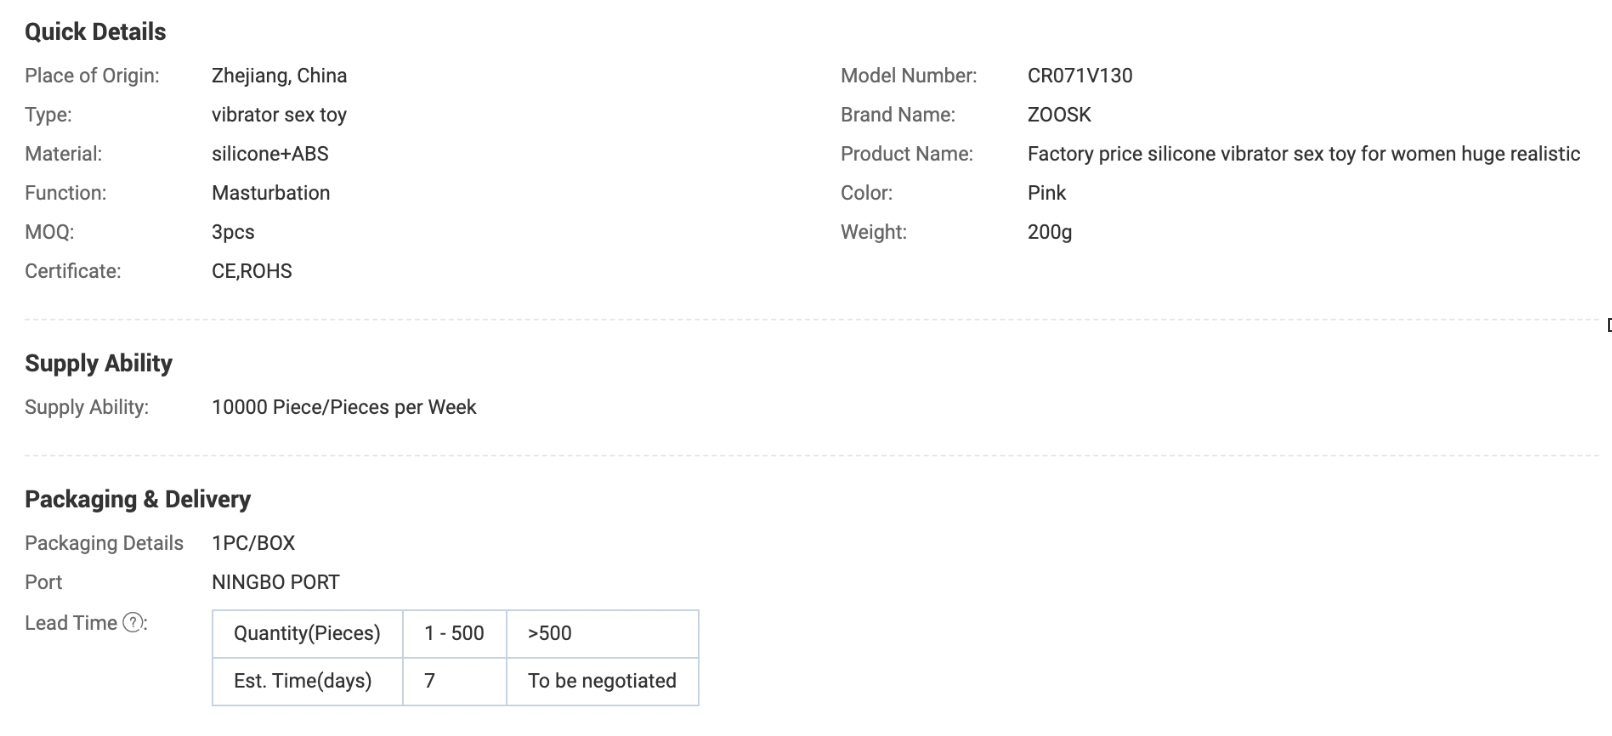 Quick Details
Place of Origin: Zhejiang, China Model Number: CR071V130
Type: vibrator sex toy Brand Name: ZOOSK
Material: silicone+ABS Product Name: Factory price silicone vibrator sex toy for women huge realistic
Function: Masturbation Color: Pink
MOQ: 3pcs Weight: 200g
Certificate: CE,ROHS
Supply Ability
Supply Ability: 10000 Piece/Pieces per Week
Packaging & Delivery
Packaging Details 1PC/BOX
Port NINGBO PORT
Lead Time ?: Quantity(Pieces) 1 - 500 >500
Est. Time(days) 7 To be negotiated